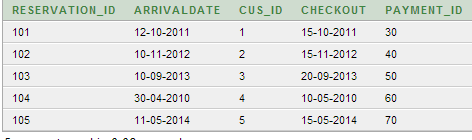 RESERVATION_ID ARRIVALDATE CUS_ID CHECKOUT PAYMENT_ID
101 12-10-2011 1 15-10-2011 30
102 10-11-2012 2 15-11-2012 40
103 10-09-2013 3 20-09-2013 50
104 30-04-2010 4 10-05-2010 60
105 11-05-2014 5 15-05-2014 70